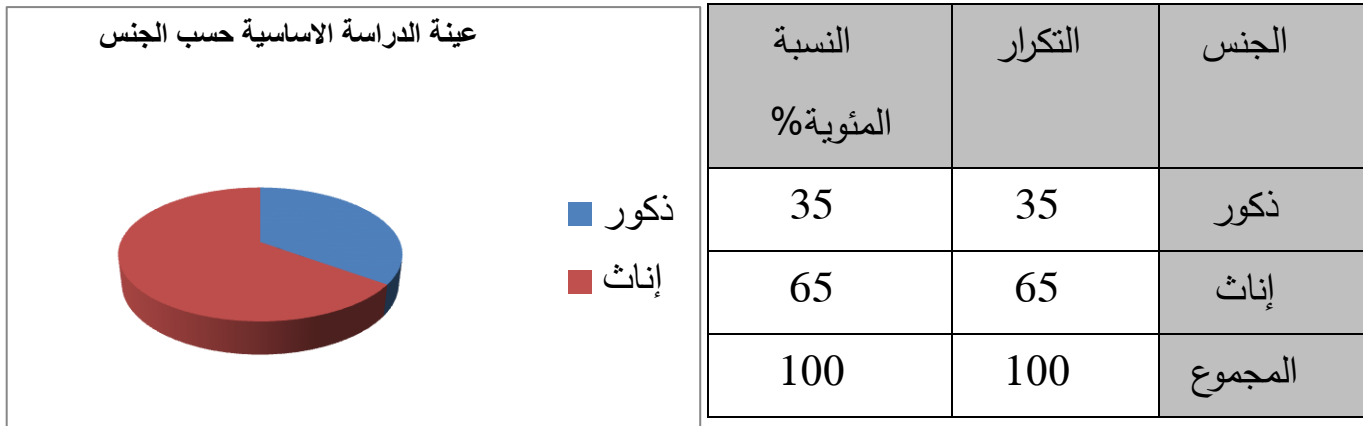 عينة الدراسة الاساسية حسب الجنس
ذكور
إناث
الجنس التكرار النسبة
المئوية%
ذكور 35 35
إناث 65 65
المجموع 100 100